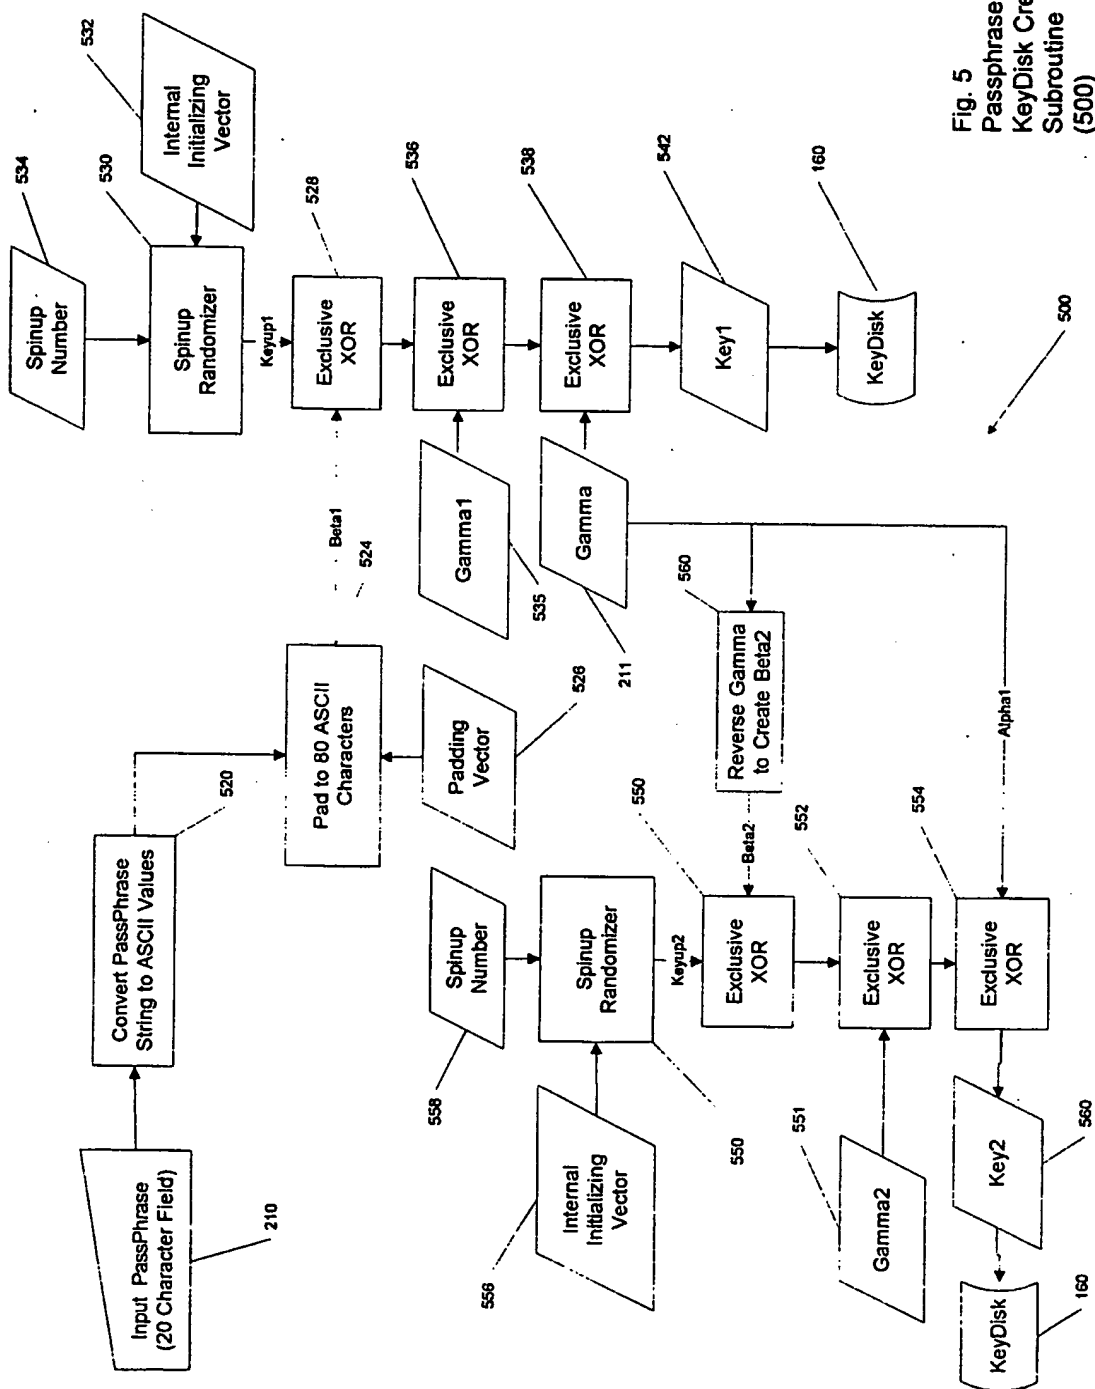 Input PassPhrase
(20 Character Field)
210
Convert PassPhrase
String to ASCII Values
520
Pad to 80 ASCII
Characters
Padding
Vector
526
Beta1
524
Spinup
Number
534
Spinup
Randomizer
530
Internal
Initializing
Vector
532
Keyup1
Exclusive
XOR
528
Gamma1
535
Exclusive
XOR
536
Gamma
211
Exclusive
XOR
538
Key1
542
KeyDisk
160
Spinup
Number
558
Internal
Initializing
Vector
556
Spinup
Randomizer
550
Keyup2
Reverse Gamma
to Create Beta2
560
Beta2
Exclusive
XOR
550
Gamma2
551
Exclusive
XOR
552
Alpha1
Exclusive
XOR
554
Key2
560
KeyDisk
160
500
Fig. 5
Passphrase
KeyDisk Cre
Subroutine
(500)